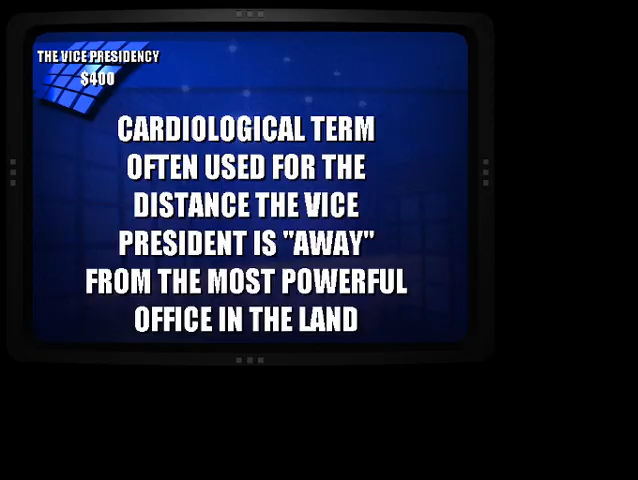 THE VICE PRESIDENCY
$400
CARDIOLOGICAL TERM
OFTEN USED FOR THE
DISTANCE THE VICE
PRESIDENT IS "AWAY"
FROM THE MOST POWERFUL
OFFICE IN THE LAND